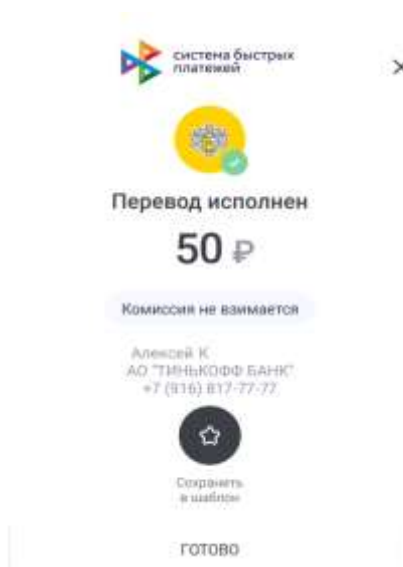 система быстрых
платежей
Перевод исполнен
50 ₽
Комиссия не взимается
Алексей К
АО "ТИНЬКОФФ БАНК"
+7 (916) 817-77-77
Сохранить
в шаблон
ГОТОВО